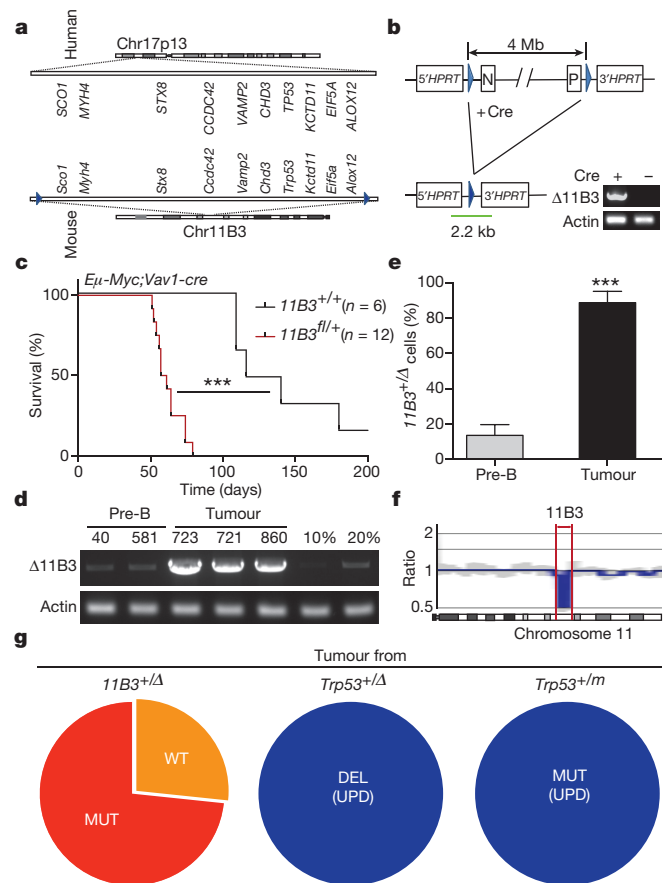 a
Human
Chr17p13
SCO1
MYH4
STX8
CCDC42
VAMP2
CHD3
TP53
KCTD11
EIF5A
ALOX12
Sco1
Myh4
Stx8
Ccdc42
Vamp2
Chd3
Trp53
Kctd11
Eif5a
Alox12
Mouse
Chr11B3
b
4 Mb
5'HPRT N P 3'HPRT
+Cre
5'HPRT 3'HPRT
2.2 kb
Cre + −
Δ11B3
Actin
c
Eμ-Myc;Vav1-cre
11B3+/+ (n = 6)
11B3fl/+ (n = 12)
***
Survival (%)
100
50
0
0 50 100 150 200
Time (days)
d
Pre-B Tumour
40 581 723 721 860 10% 20%
Δ11B3
Actin
e
***
11B3+/Δ cells (%)
100
80
60
40
20
0
Pre-B Tumour
f
11B3
Ratio
2
1
0.5
Chromosome 11
g
Tumour from
11B3+/Δ Trp53+/Δ Trp53+/m
WT
MUT
DEL
(UPD)
MUT
(UPD)